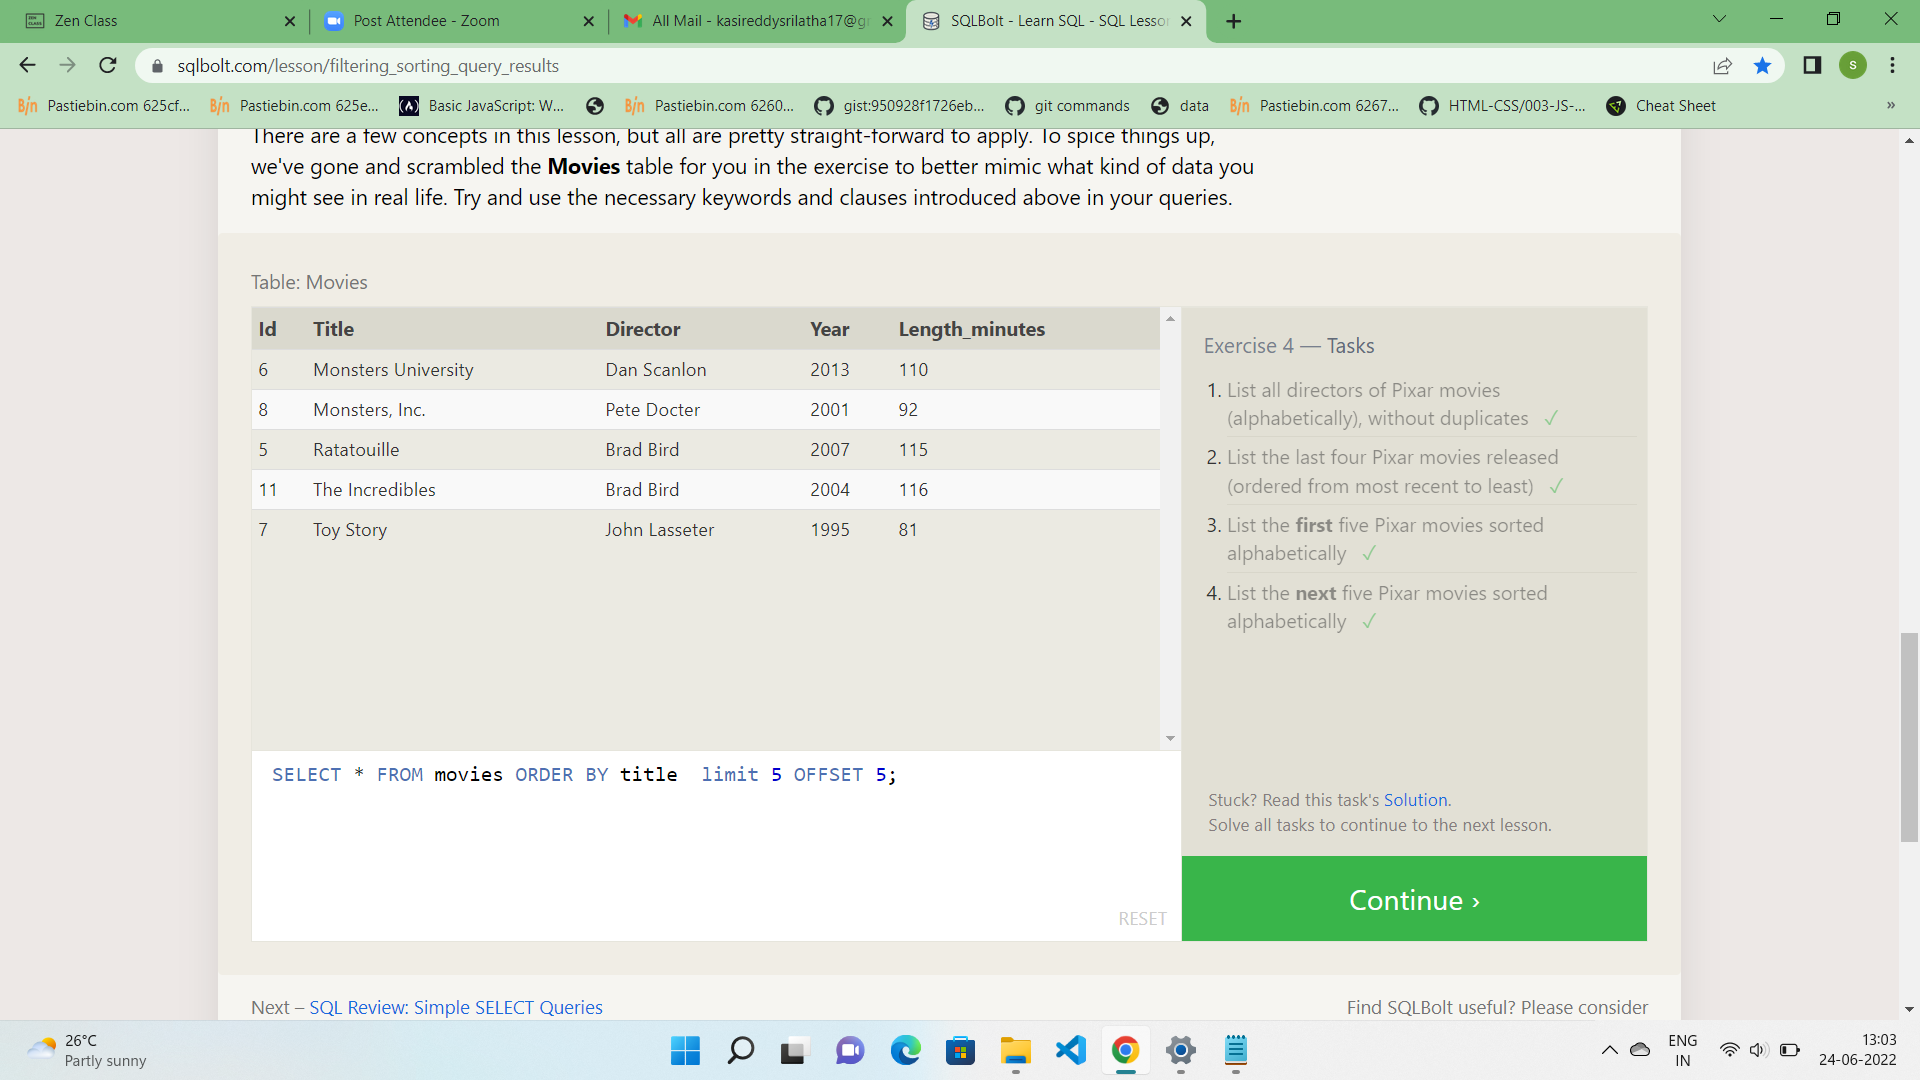 Zen Class
Post Attendee - Zoom
All Mail - kasireddysrilatha17@gr
SQLBolt - Learn SQL - SQL Lesson
sqlbolt.com/lesson/filtering_sorting_query_results
S
Pastiebin.com 625cf...
Pastiebin.com 625e...
Basic JavaScript: W...
Pastiebin.com 6260...
gist:950928f1726eb...
git commands
data
Pastiebin.com 6267...
HTML-CSS/003-JS-...
Cheat Sheet
»
There are a few concepts in this lesson, but all are pretty straight-forward to apply. To spice things up,
we've gone and scrambled the Movies table for you in the exercise to better mimic what kind of data you
might see in real life. Try and use the necessary keywords and clauses introduced above in your queries.
Table: Movies
Id Title Director Year Length_minutes
6 Monsters University Dan Scanlon 2013 110
8 Monsters, Inc. Pete Docter 2001 92
5 Ratatouille Brad Bird 2007 115
11 The Incredibles Brad Bird 2004 116
7 Toy Story John Lasseter 1995 81
SELECT * FROM movies ORDER BY title  limit 5 OFFSET 5;
RESET
Exercise 4 — Tasks
1. List all directors of Pixar movies
(alphabetically), without duplicates ✓
2. List the last four Pixar movies released
(ordered from most recent to least) ✓
3. List the first five Pixar movies sorted
alphabetically ✓
4. List the next five Pixar movies sorted
alphabetically ✓
Stuck? Read this task's Solution.
Solve all tasks to continue to the next lesson.
Continue ›
Next – SQL Review: Simple SELECT Queries
Find SQLBolt useful? Please consider
26°C
Partly sunny
ENG
IN
13:03
24-06-2022